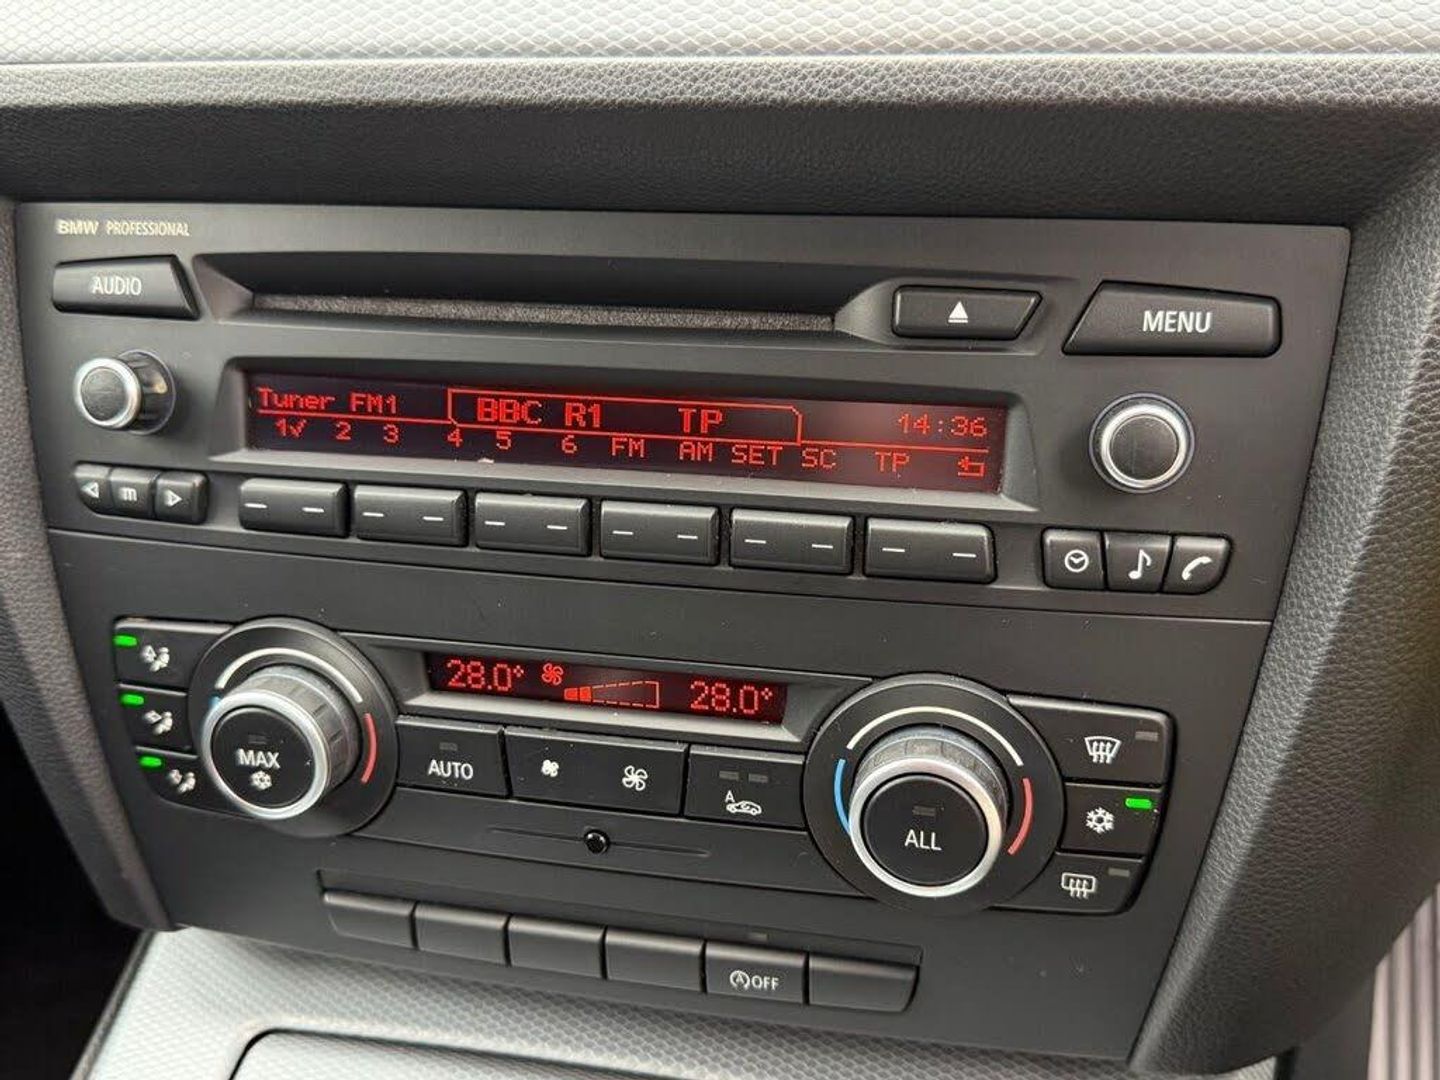 BMW PROFESSIONAL
AUDIO
MENU
Tuner FM1 BBC R1 TP 14:36
1✓ 2 3 4 5 6 FM AM SET SC TP
m
28.0° 28.0°
MAX
AUTO
A
ALL
A OFF